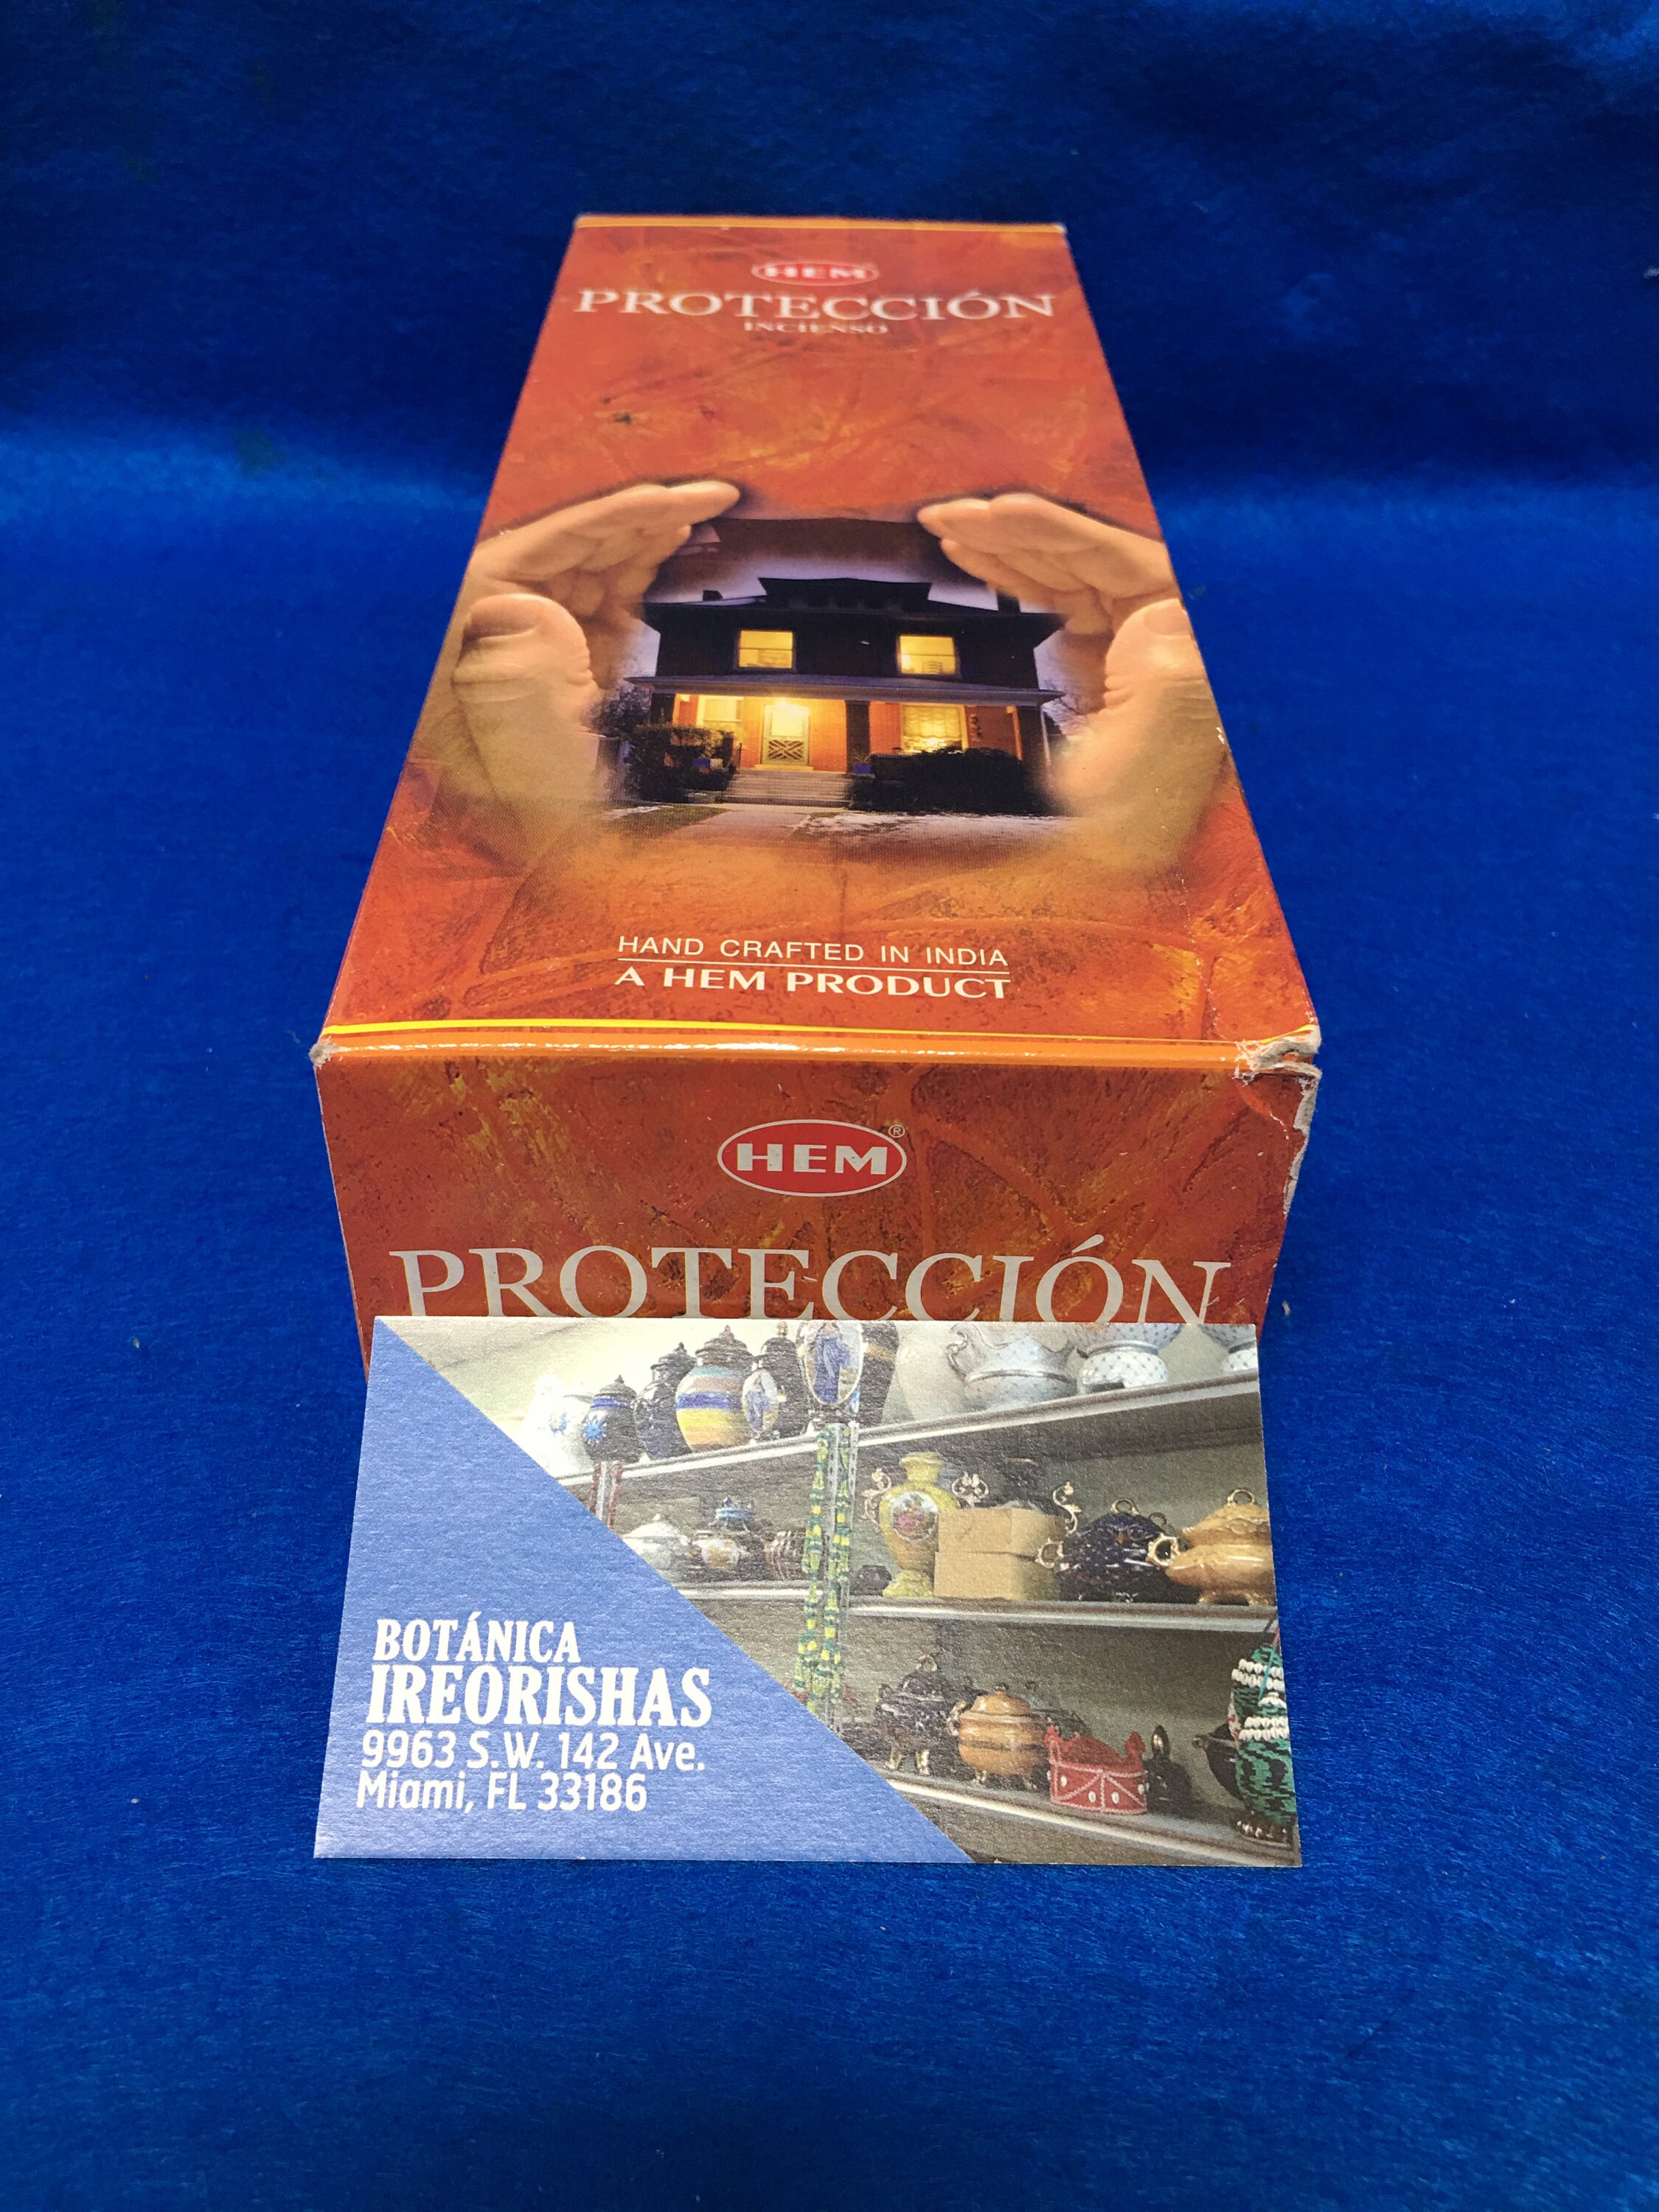 HEM
PROTECCIÓN
INCIENSO
HAND CRAFTED IN INDIA
A HEM PRODUCT
HEM®
PROTECCIÓN
BOTÁNICA
IREORISHAS
9963 S.W. 142 Ave.
Miami, FL 33186